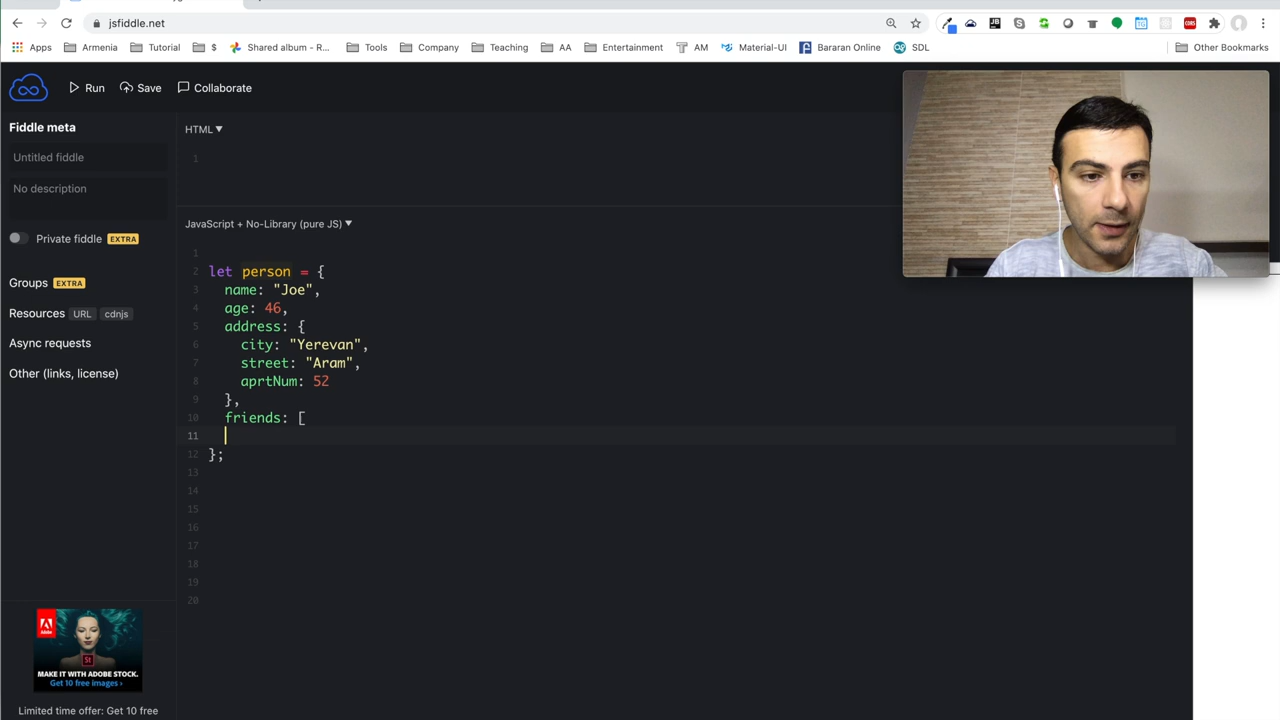 jsfiddle.net
Apps Armenia Tutorial $ Shared album - R... Tools Company Teaching AA Entertainment AM Material-UI Bararan Online SDL Other Bookmarks
Run Save Collaborate
Fiddle meta
Untitled fiddle
No description
Private fiddle EXTRA
Groups EXTRA
Resources URL cdnjs
Async requests
Other (links, license)
HTML ▼
1
JavaScript + No-Library (pure JS) ▼
1
2 let person = {
3 name: "Joe",
4 age: 46,
5 address: {
6 city: "Yerevan",
7 street: "Aram",
8 aprtNum: 52
9 },
10 friends: [
11
12 };
13
14
15
16
17
18
19
20
Adobe
St
MAKE IT WITH ADOBE STOCK.
Get 10 free images ›
Limited time offer: Get 10 free